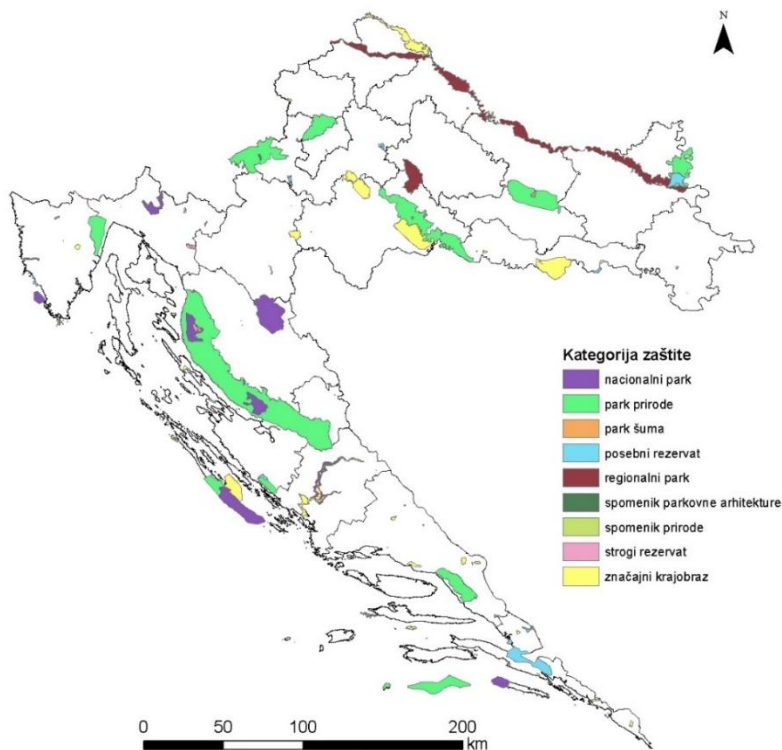 N
Kategorija zaštite
nacionalni park
park prirode
park šuma
posebni rezervat
regionalni park
spomenik parkovne arhitekture
spomenik prirode
strogi rezervat
značajni krajobraz
0 50 100 200
km